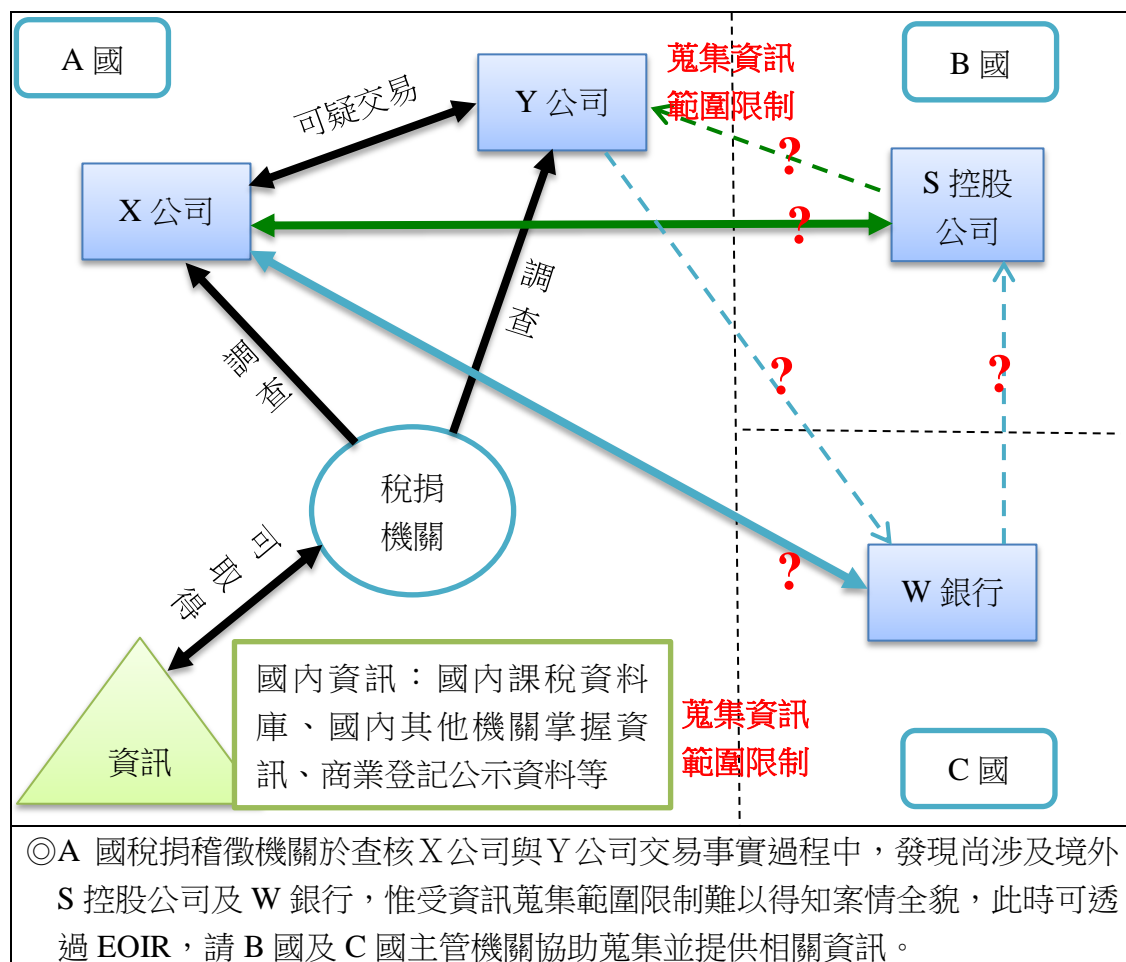 A 國
B 國
蒐集資訊
範圍限制
可疑交易
Y 公司
X 公司
S 控股
公司
?
?
調查
調查
?
?
稅捐
機關
?
可取得
W 銀行
資訊
國內資訊：國內課稅資料
庫、國內其他機關掌握資
訊、商業登記公示資料等
蒐集資訊
範圍限制
C 國
◎A 國稅捐稽徵機關於查核Ｘ公司與Ｙ公司交易事實過程中，發現尚涉及境外
S 控股公司及 W 銀行，惟受資訊蒐集範圍限制難以得知案情全貌，此時可透
過 EOIR，請 B 國及 C 國主管機關協助蒐集並提供相關資訊。